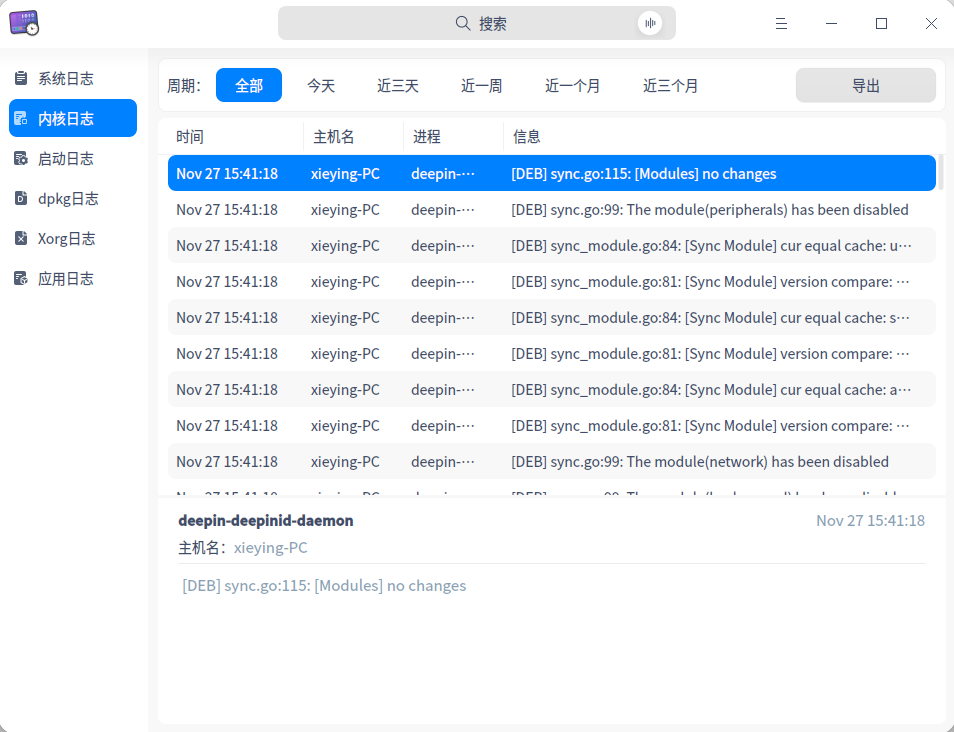 搜索
系统日志
内核日志
启动日志
dpkg日志
Xorg日志
应用日志
周期： 全部 今天 近三天 近一周 近一个月 近三个月 导出
时间 主机名 进程 信息
Nov 27 15:41:18 xieying-PC deepin-··· [DEB] sync.go:115: [Modules] no changes
Nov 27 15:41:18 xieying-PC deepin-··· [DEB] sync.go:99: The module(peripherals) has been disabled
Nov 27 15:41:18 xieying-PC deepin-··· [DEB] sync_module.go:84: [Sync Module] cur equal cache: u···
Nov 27 15:41:18 xieying-PC deepin-··· [DEB] sync_module.go:81: [Sync Module] version compare: ···
Nov 27 15:41:18 xieying-PC deepin-··· [DEB] sync_module.go:84: [Sync Module] cur equal cache: s···
Nov 27 15:41:18 xieying-PC deepin-··· [DEB] sync_module.go:81: [Sync Module] version compare: ···
Nov 27 15:41:18 xieying-PC deepin-··· [DEB] sync_module.go:84: [Sync Module] cur equal cache: a···
Nov 27 15:41:18 xieying-PC deepin-··· [DEB] sync_module.go:81: [Sync Module] version compare: ···
Nov 27 15:41:18 xieying-PC deepin-··· [DEB] sync.go:99: The module(network) has been disabled
deepin-deepinid-daemon Nov 27 15:41:18
主机名： xieying-PC
[DEB] sync.go:115: [Modules] no changes